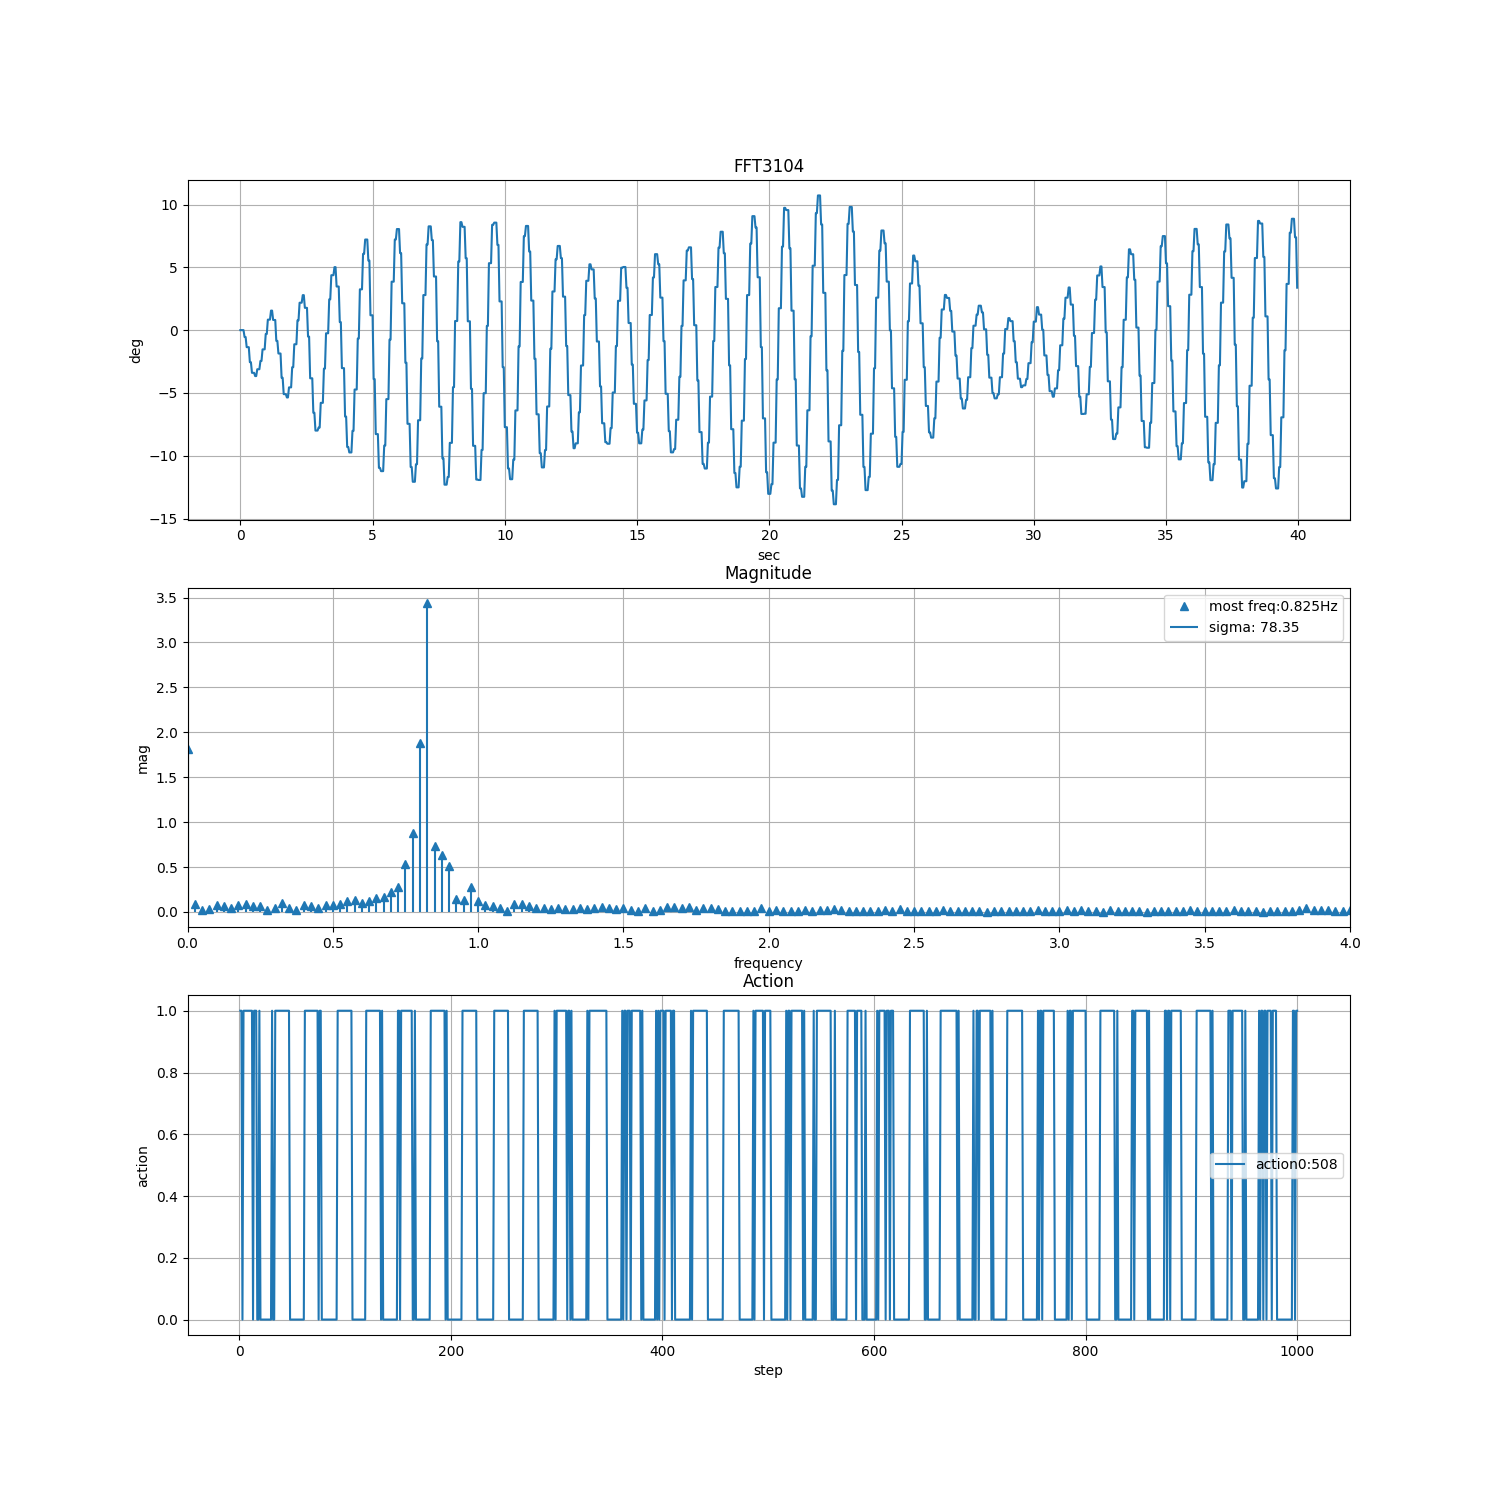 FFT3104
10
5
0
−5
−10
−15
deg
0 5 10 15 20 25 30 35 40
sec
Magnitude
3.5
3.0
2.5
2.0
1.5
1.0
0.5
0.0
mag
most freq:0.825Hz
sigma: 78.35
0.0 0.5 1.0 1.5 2.0 2.5 3.0 3.5 4.0
frequency
Action
1.0
0.8
0.6
0.4
0.2
0.0
action
action0:508
0 200 400 600 800 1000
step